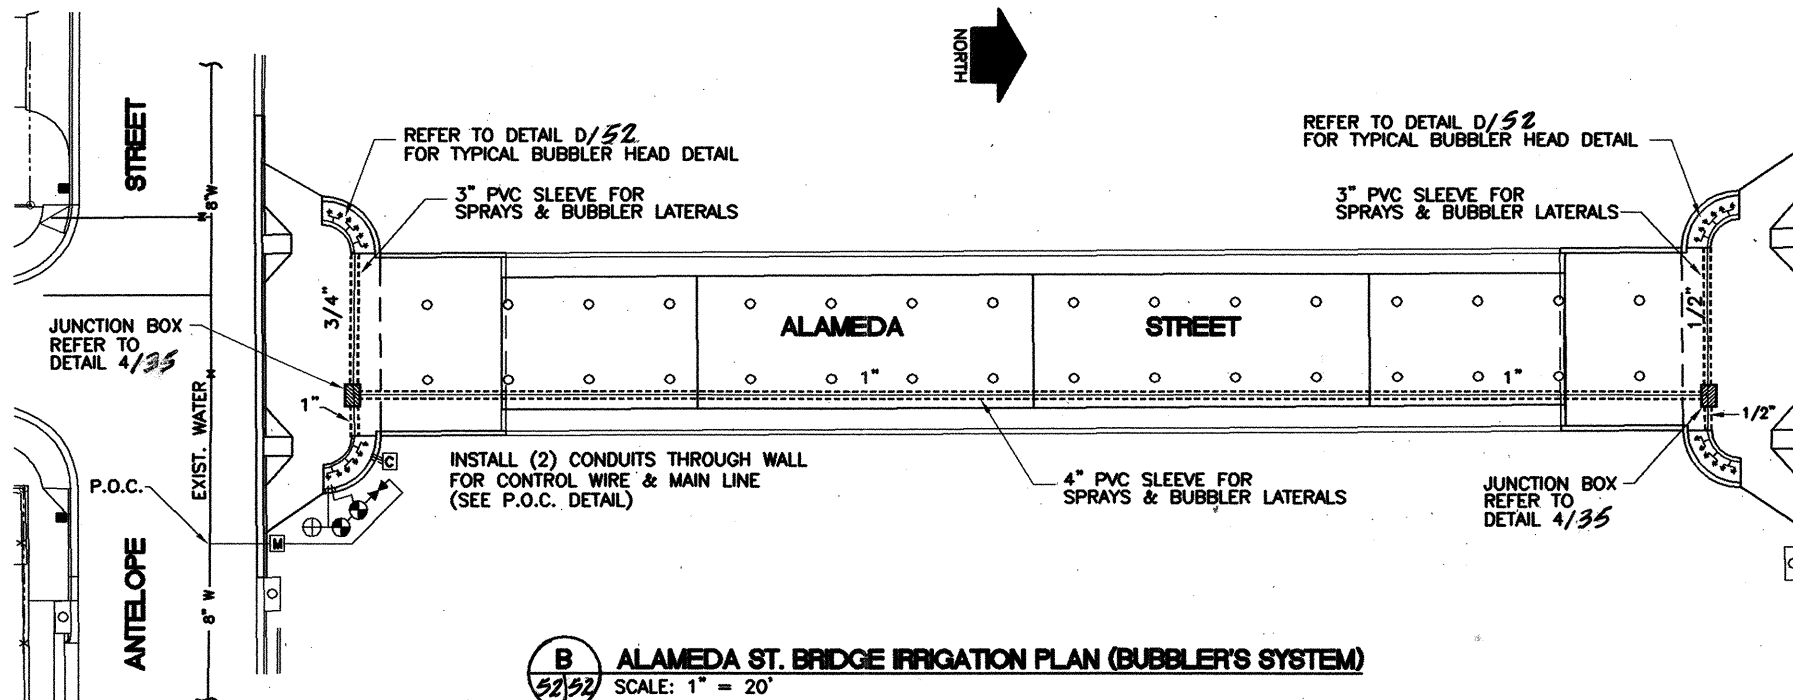 NORTH
STREET
8"W
REFER TO DETAIL D/52
FOR TYPICAL BUBBLER HEAD DETAIL
3" PVC SLEEVE FOR
SPRAYS & BUBBLER LATERALS
REFER TO DETAIL D/52
FOR TYPICAL BUBBLER HEAD DETAIL
3" PVC SLEEVE FOR
SPRAYS & BUBBLER LATERALS
3/4"
1/2"
JUNCTION BOX
REFER TO
DETAIL 4/35
ALAMEDA STREET
1"
1"
1"
1/2"
EXIST. WATER
P.O.C.
C
M
INSTALL (2) CONDUITS THROUGH WALL
FOR CONTROL WIRE & MAIN LINE
(SEE P.O.C. DETAIL)
4" PVC SLEEVE FOR
SPRAYS & BUBBLER LATERALS
JUNCTION BOX
REFER TO
DETAIL 4/35
ANTELOPE
8" W
B
52/52
ALAMEDA ST. BRIDGE IRRIGATION PLAN (BUBBLER'S SYSTEM)
SCALE: 1" = 20'